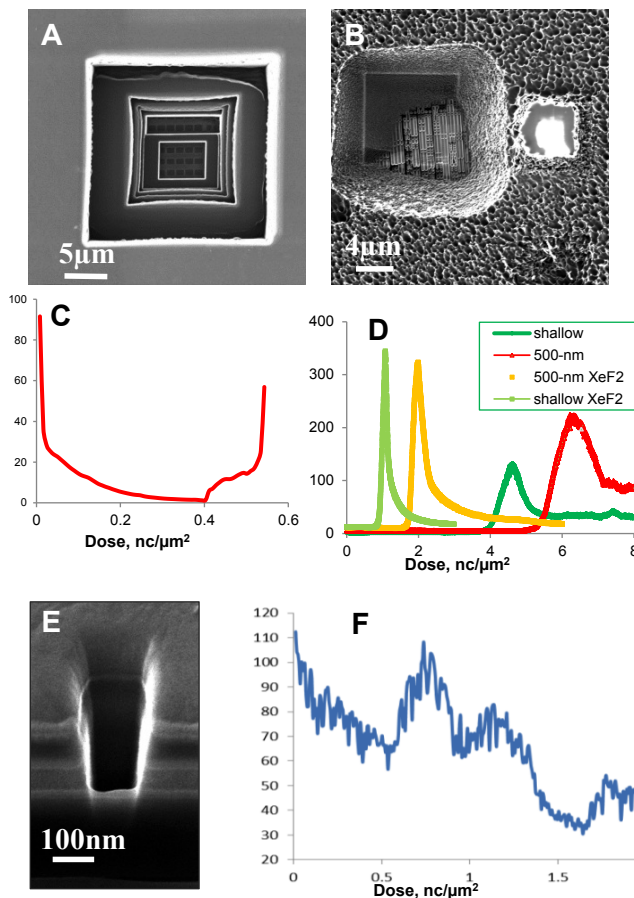 A
5µm
B
4µm
C
100
80
60
40
20
0
0
0.2
0.4
0.6
Dose, nc/µm²
D
400
300
200
100
0
0
2
4
6
8
shallow
500-nm
500-nm XeF2
shallow XeF2
Dose, nc/µm²
E
100nm
F
120
110
100
90
80
70
60
50
40
30
20
0
0.5
1
1.5
Dose, nc/µm²